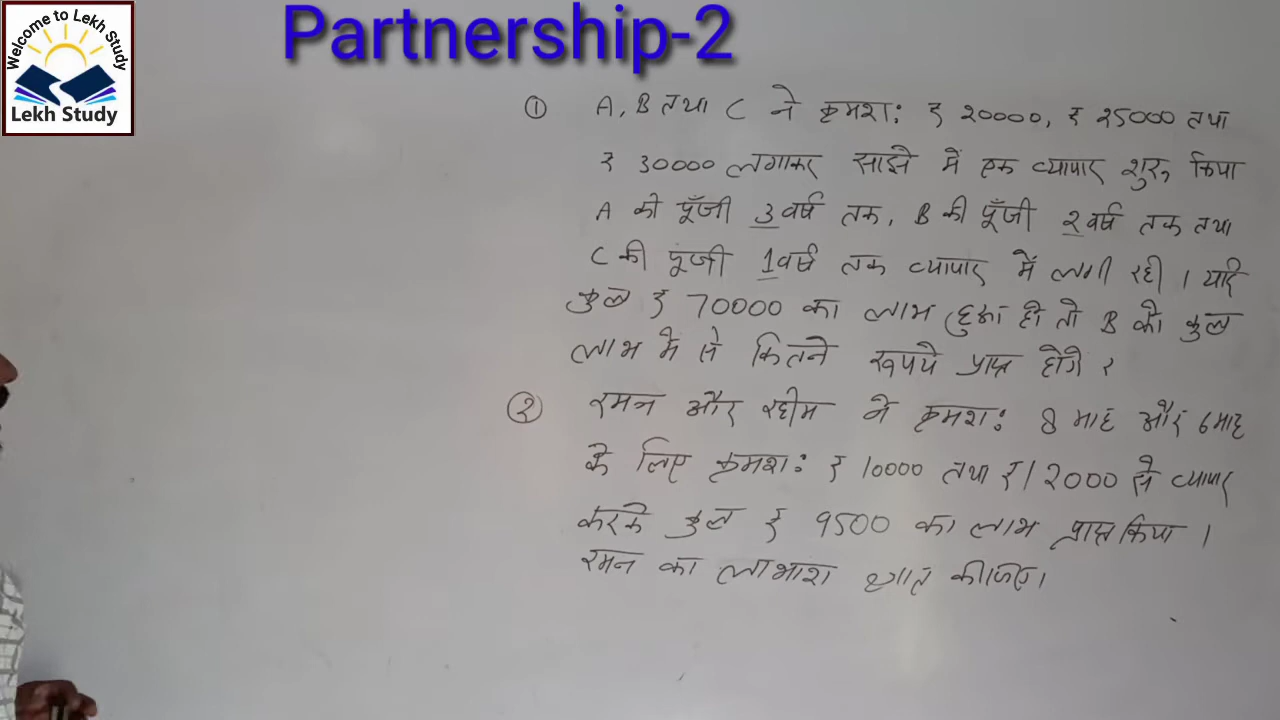 Welcome to Lekh Study
Lekh Study
Partnership-2
① A, B तथा C ने क्रमशः ₹ 20000, ₹ 25000 तथा
₹ 30000 लगाकर साझे में एक व्यापार शुरू किया
A की पूँजी 3 वर्ष तक, B की पूँजी 2 वर्ष तक तथा
C की पूँजी 1 वर्ष तक व्यापार में लगी रही । यदि
कुल ₹ 70000 का लाभ हुआ हो तो B को कुल
लाभ में से कितने रूपये प्राप्त होंगे ?
② रमन और रहीम ने क्रमशः 8 माह और 6 माह
के लिए क्रमशः ₹ 10000 तथा ₹ 12000 से व्यापार
करके कुल ₹ 9500 का लाभ प्राप्त किया ।
रमन का लाभांश ज्ञात कीजिए।